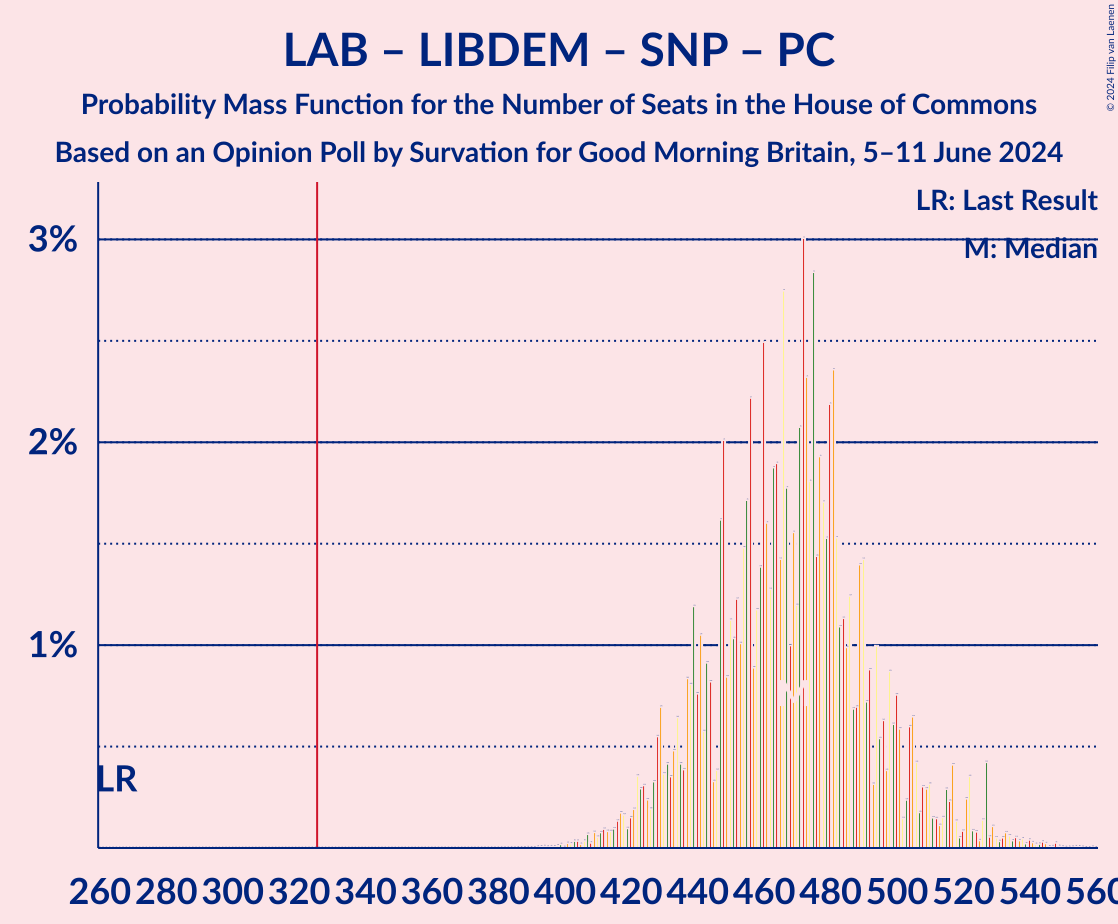 LAB – LIBDEM – SNP – PC
Probability Mass Function for the Number of Seats in the House of Commons
Based on an Opinion Poll by Survation for Good Morning Britain, 5–11 June 2024
© 2024 Filip van Laenen
LR: Last Result
M: Median
3%
2%
1%
LR
260 280 300 320 340 360 380 400 420 440 460 480 500 520 540 560